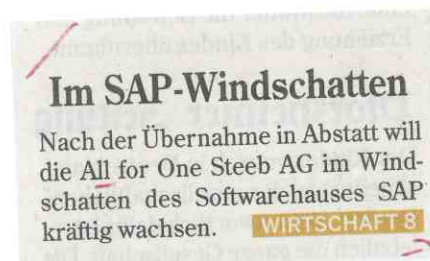 Im SAP-Windschatten
Nach der Übernahme in Abstatt will
die All for One Steeb AG im Wind-
schatten des Softwarehauses SAP
kräftig wachsen. WIRTSCHAFT 8